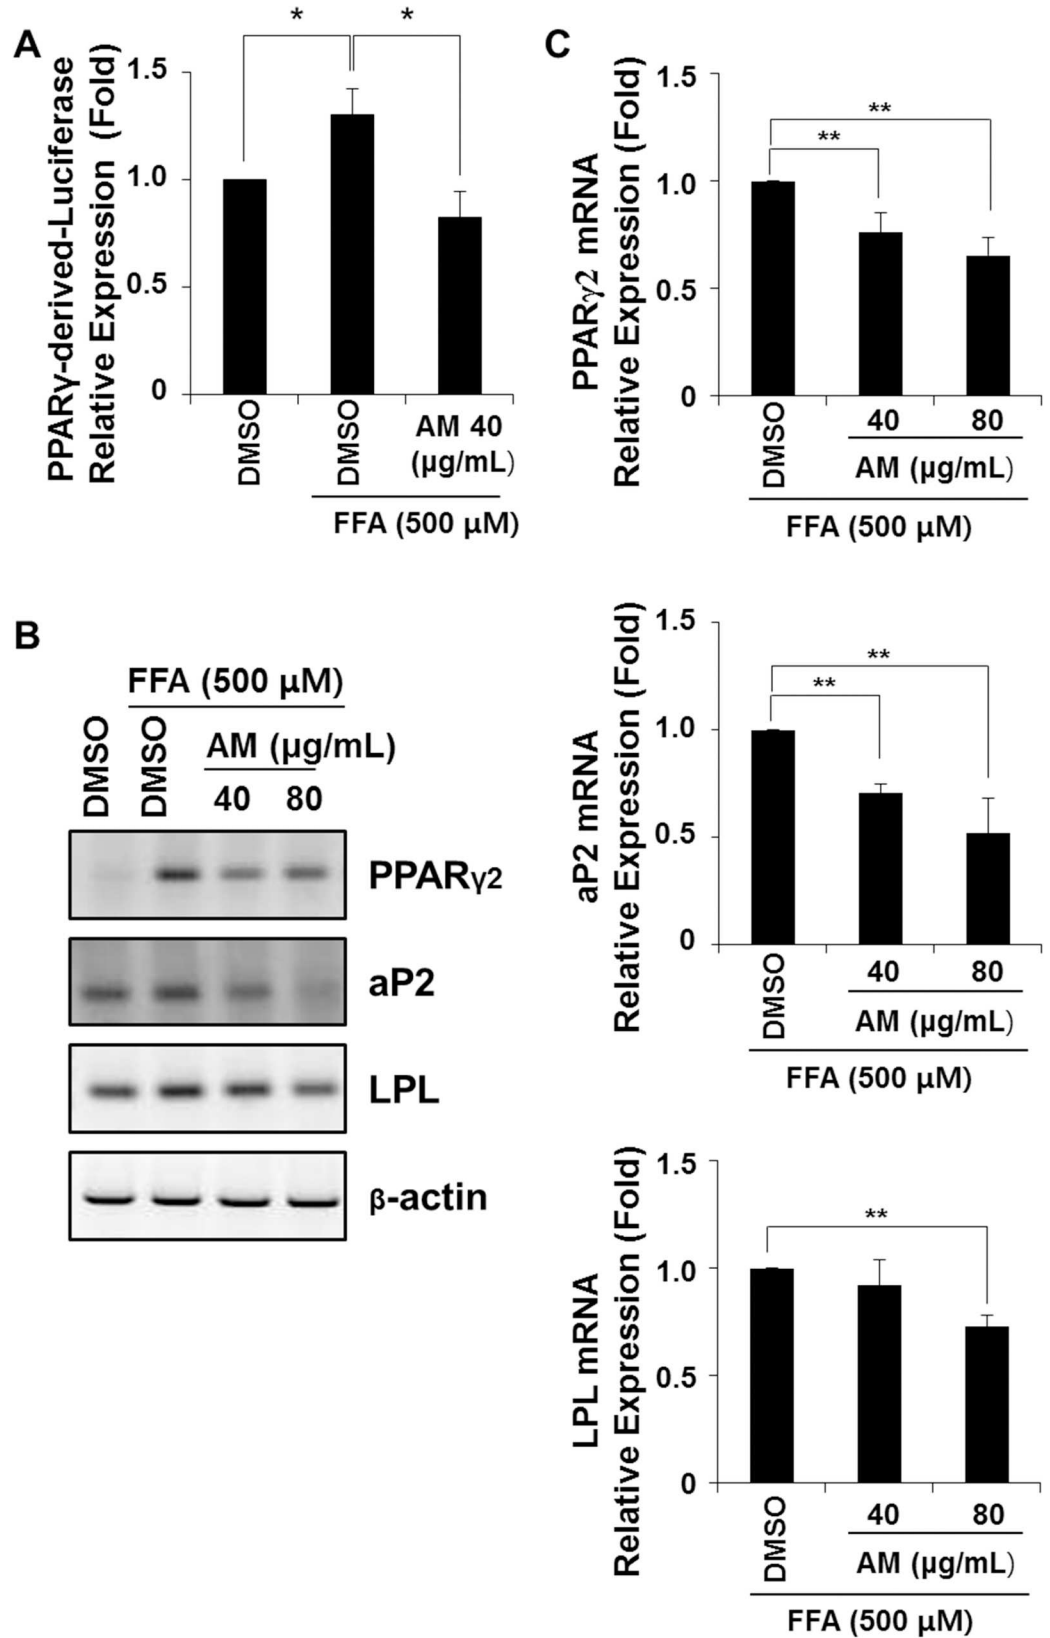 A
PPARγ-derived-Luciferase
Relative Expression (Fold)
* *
1.5
1.0
0.5
0
DMSO DMSO AM 40
(μg/mL)
FFA (500 μM)
B
FFA (500 μM)
DMSO DMSO AM (μg/mL)
40 80
PPARγ2
aP2
LPL
β-actin
C
PPARγ2 mRNA
Relative Expression (Fold)
1.5
1.0
0.5
0
**
**
DMSO 40 80
AM (μg/mL)
FFA (500 μM)
aP2 mRNA
Relative Expression (Fold)
1.5
1.0
0.5
0
**
**
DMSO 40 80
AM (μg/mL)
FFA (500 μM)
LPL mRNA
Relative Expression (Fold)
1.5
1.0
0.5
0
**
DMSO 40 80
AM (μg/mL)
FFA (500 μM)